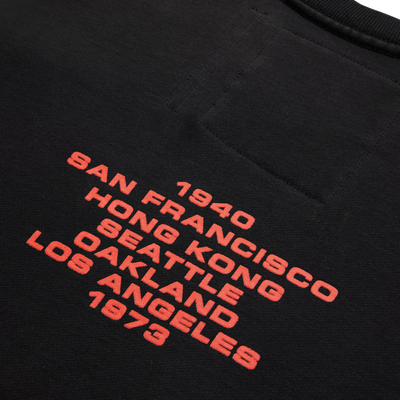 1940
SAN FRANCISCO
HONG KONG
SEATTLE
OAKLAND
LOS ANGELES
1973